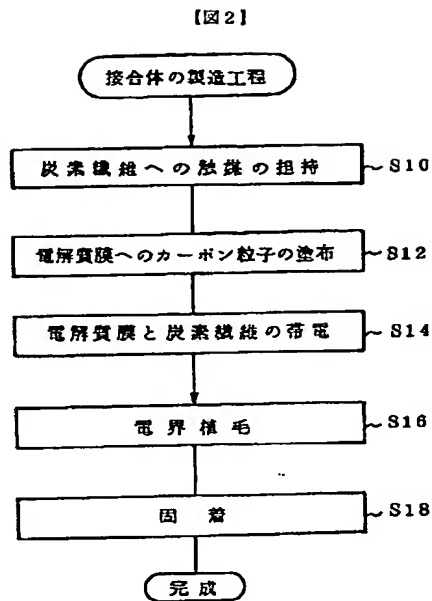 【図2】
接合体の製造工程
炭素繊維への触媒の担持
S10
電解質膜へのカーボン粒子の塗布
S12
電解質膜と炭素繊維の帯電
S14
電界植毛
S16
固着
S18
完成